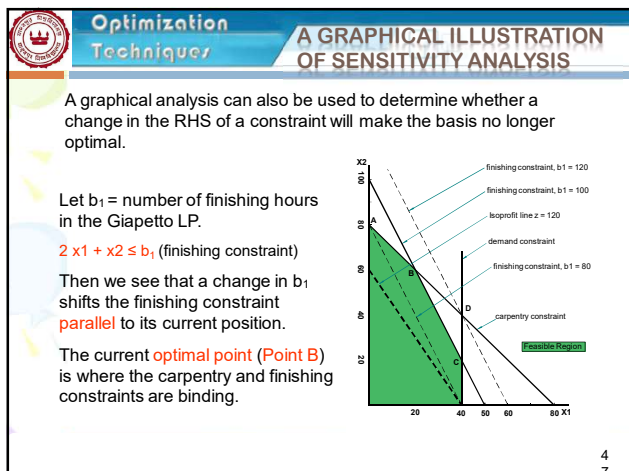 Optimization
Techniques
A GRAPHICAL ILLUSTRATION
OF SENSITIVITY ANALYSIS
A graphical analysis can also be used to determine whether a
change in the RHS of a constraint will make the basis no longer
optimal.
Let b1 = number of finishing hours
in the Giapetto LP.
2 x1 + x2 ≤ b1 (finishing constraint)
Then we see that a change in b1
shifts the finishing constraint
parallel to its current position.
The current optimal point (Point B)
is where the carpentry and finishing
constraints are binding.
X2
100
80
60
40
20
A
B
C
D
finishing constraint, b1 = 120
finishing constraint, b1 = 100
Isoprofit line z = 120
demand constraint
finishing constraint, b1 = 80
carpentry constraint
Feasible Region
20 40 50 60 80 X1
4
7